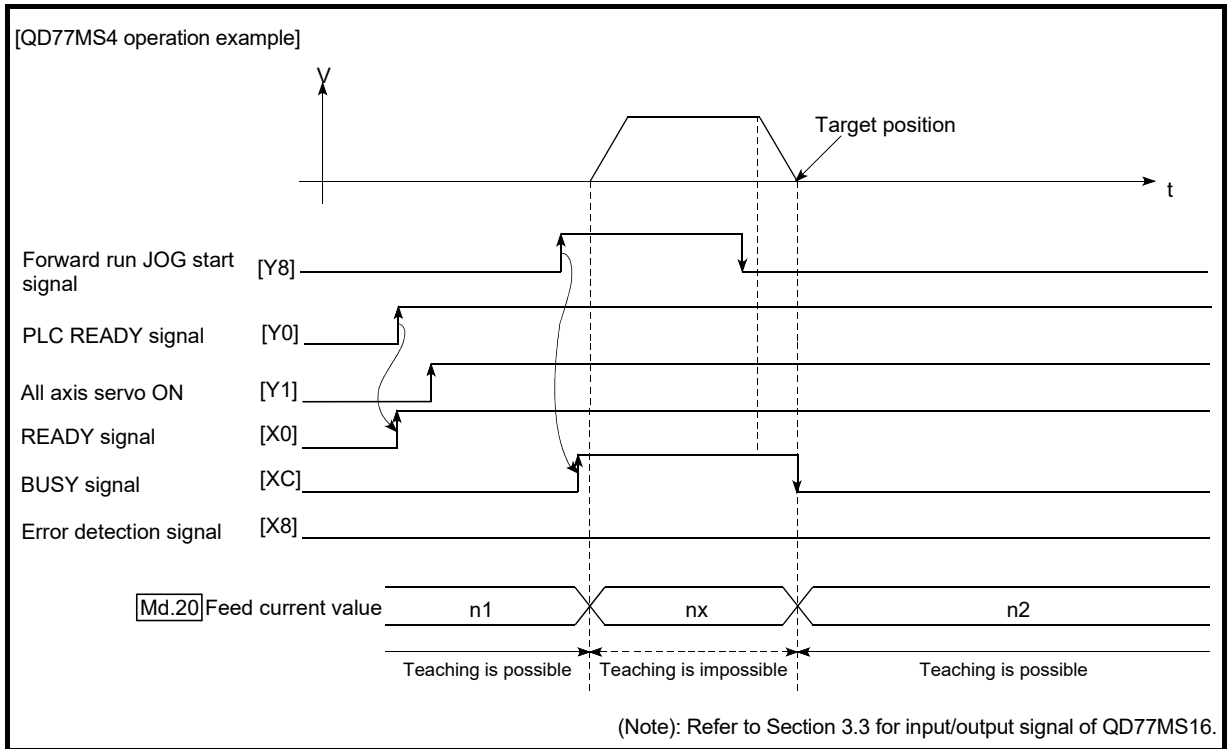 [QD77MS4 operation example]
V
Target position
t
Forward run JOG start
signal
[Y8]
PLC READY signal [Y0]
All axis servo ON [Y1]
READY signal [X0]
BUSY signal [XC]
Error detection signal [X8]
Md.20 Feed current value n1 nx n2
Teaching is possible Teaching is impossible Teaching is possible
(Note): Refer to Section 3.3 for input/output signal of QD77MS16.